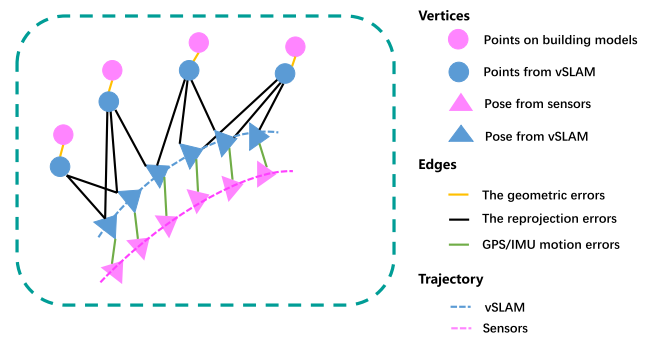 Vertices
Points on building models
Points from vSLAM
Pose from sensors
Pose from vSLAM
Edges
The geometric errors
The reprojection errors
GPS/IMU motion errors
Trajectory
vSLAM
Sensors